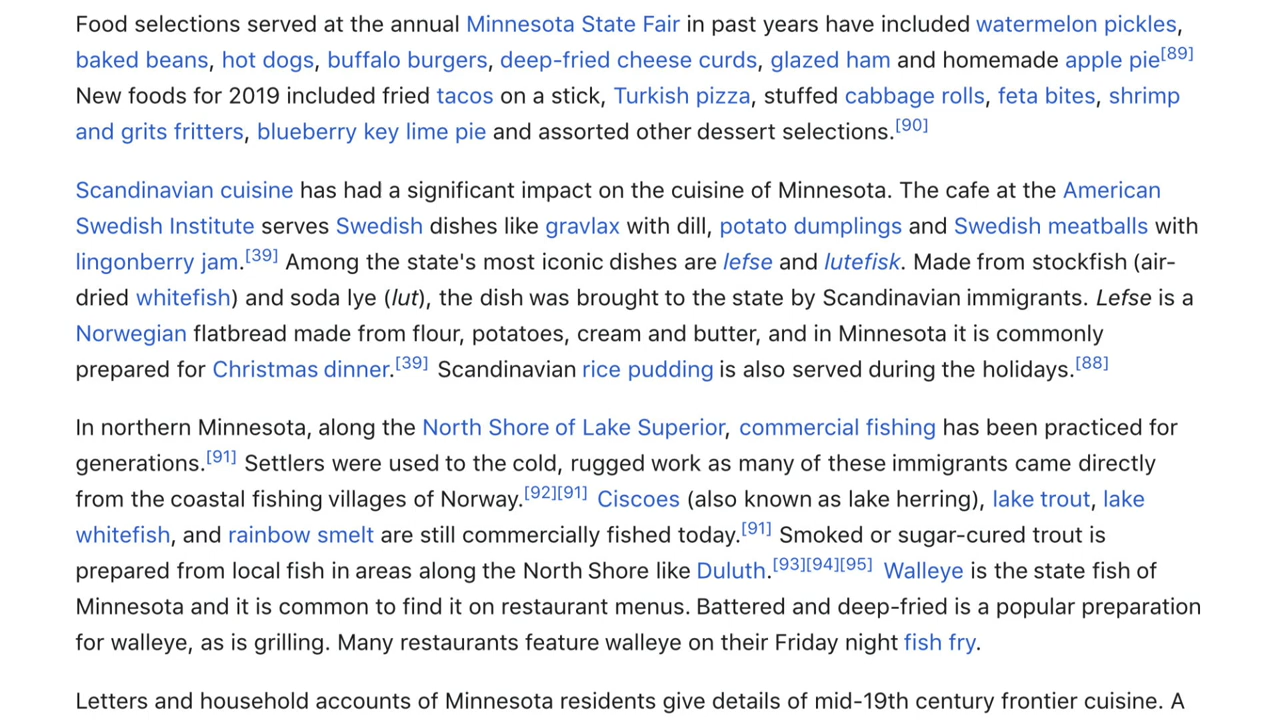 Food selections served at the annual Minnesota State Fair in past years have included watermelon pickles,
baked beans, hot dogs, buffalo burgers, deep-fried cheese curds, glazed ham and homemade apple pie[89]
New foods for 2019 included fried tacos on a stick, Turkish pizza, stuffed cabbage rolls, feta bites, shrimp
and grits fritters, blueberry key lime pie and assorted other dessert selections.[90]
Scandinavian cuisine has had a significant impact on the cuisine of Minnesota. The cafe at the American
Swedish Institute serves Swedish dishes like gravlax with dill, potato dumplings and Swedish meatballs with
lingonberry jam.[39] Among the state's most iconic dishes are lefse and lutefisk. Made from stockfish (air-
dried whitefish) and soda lye (lut), the dish was brought to the state by Scandinavian immigrants. Lefse is a
Norwegian flatbread made from flour, potatoes, cream and butter, and in Minnesota it is commonly
prepared for Christmas dinner.[39] Scandinavian rice pudding is also served during the holidays.[88]
In northern Minnesota, along the North Shore of Lake Superior, commercial fishing has been practiced for
generations.[91] Settlers were used to the cold, rugged work as many of these immigrants came directly
from the coastal fishing villages of Norway.[92][91] Ciscoes (also known as lake herring), lake trout, lake
whitefish, and rainbow smelt are still commercially fished today.[91] Smoked or sugar-cured trout is
prepared from local fish in areas along the North Shore like Duluth.[93][94][95] Walleye is the state fish of
Minnesota and it is common to find it on restaurant menus. Battered and deep-fried is a popular preparation
for walleye, as is grilling. Many restaurants feature walleye on their Friday night fish fry.
Letters and household accounts of Minnesota residents give details of mid-19th century frontier cuisine. A